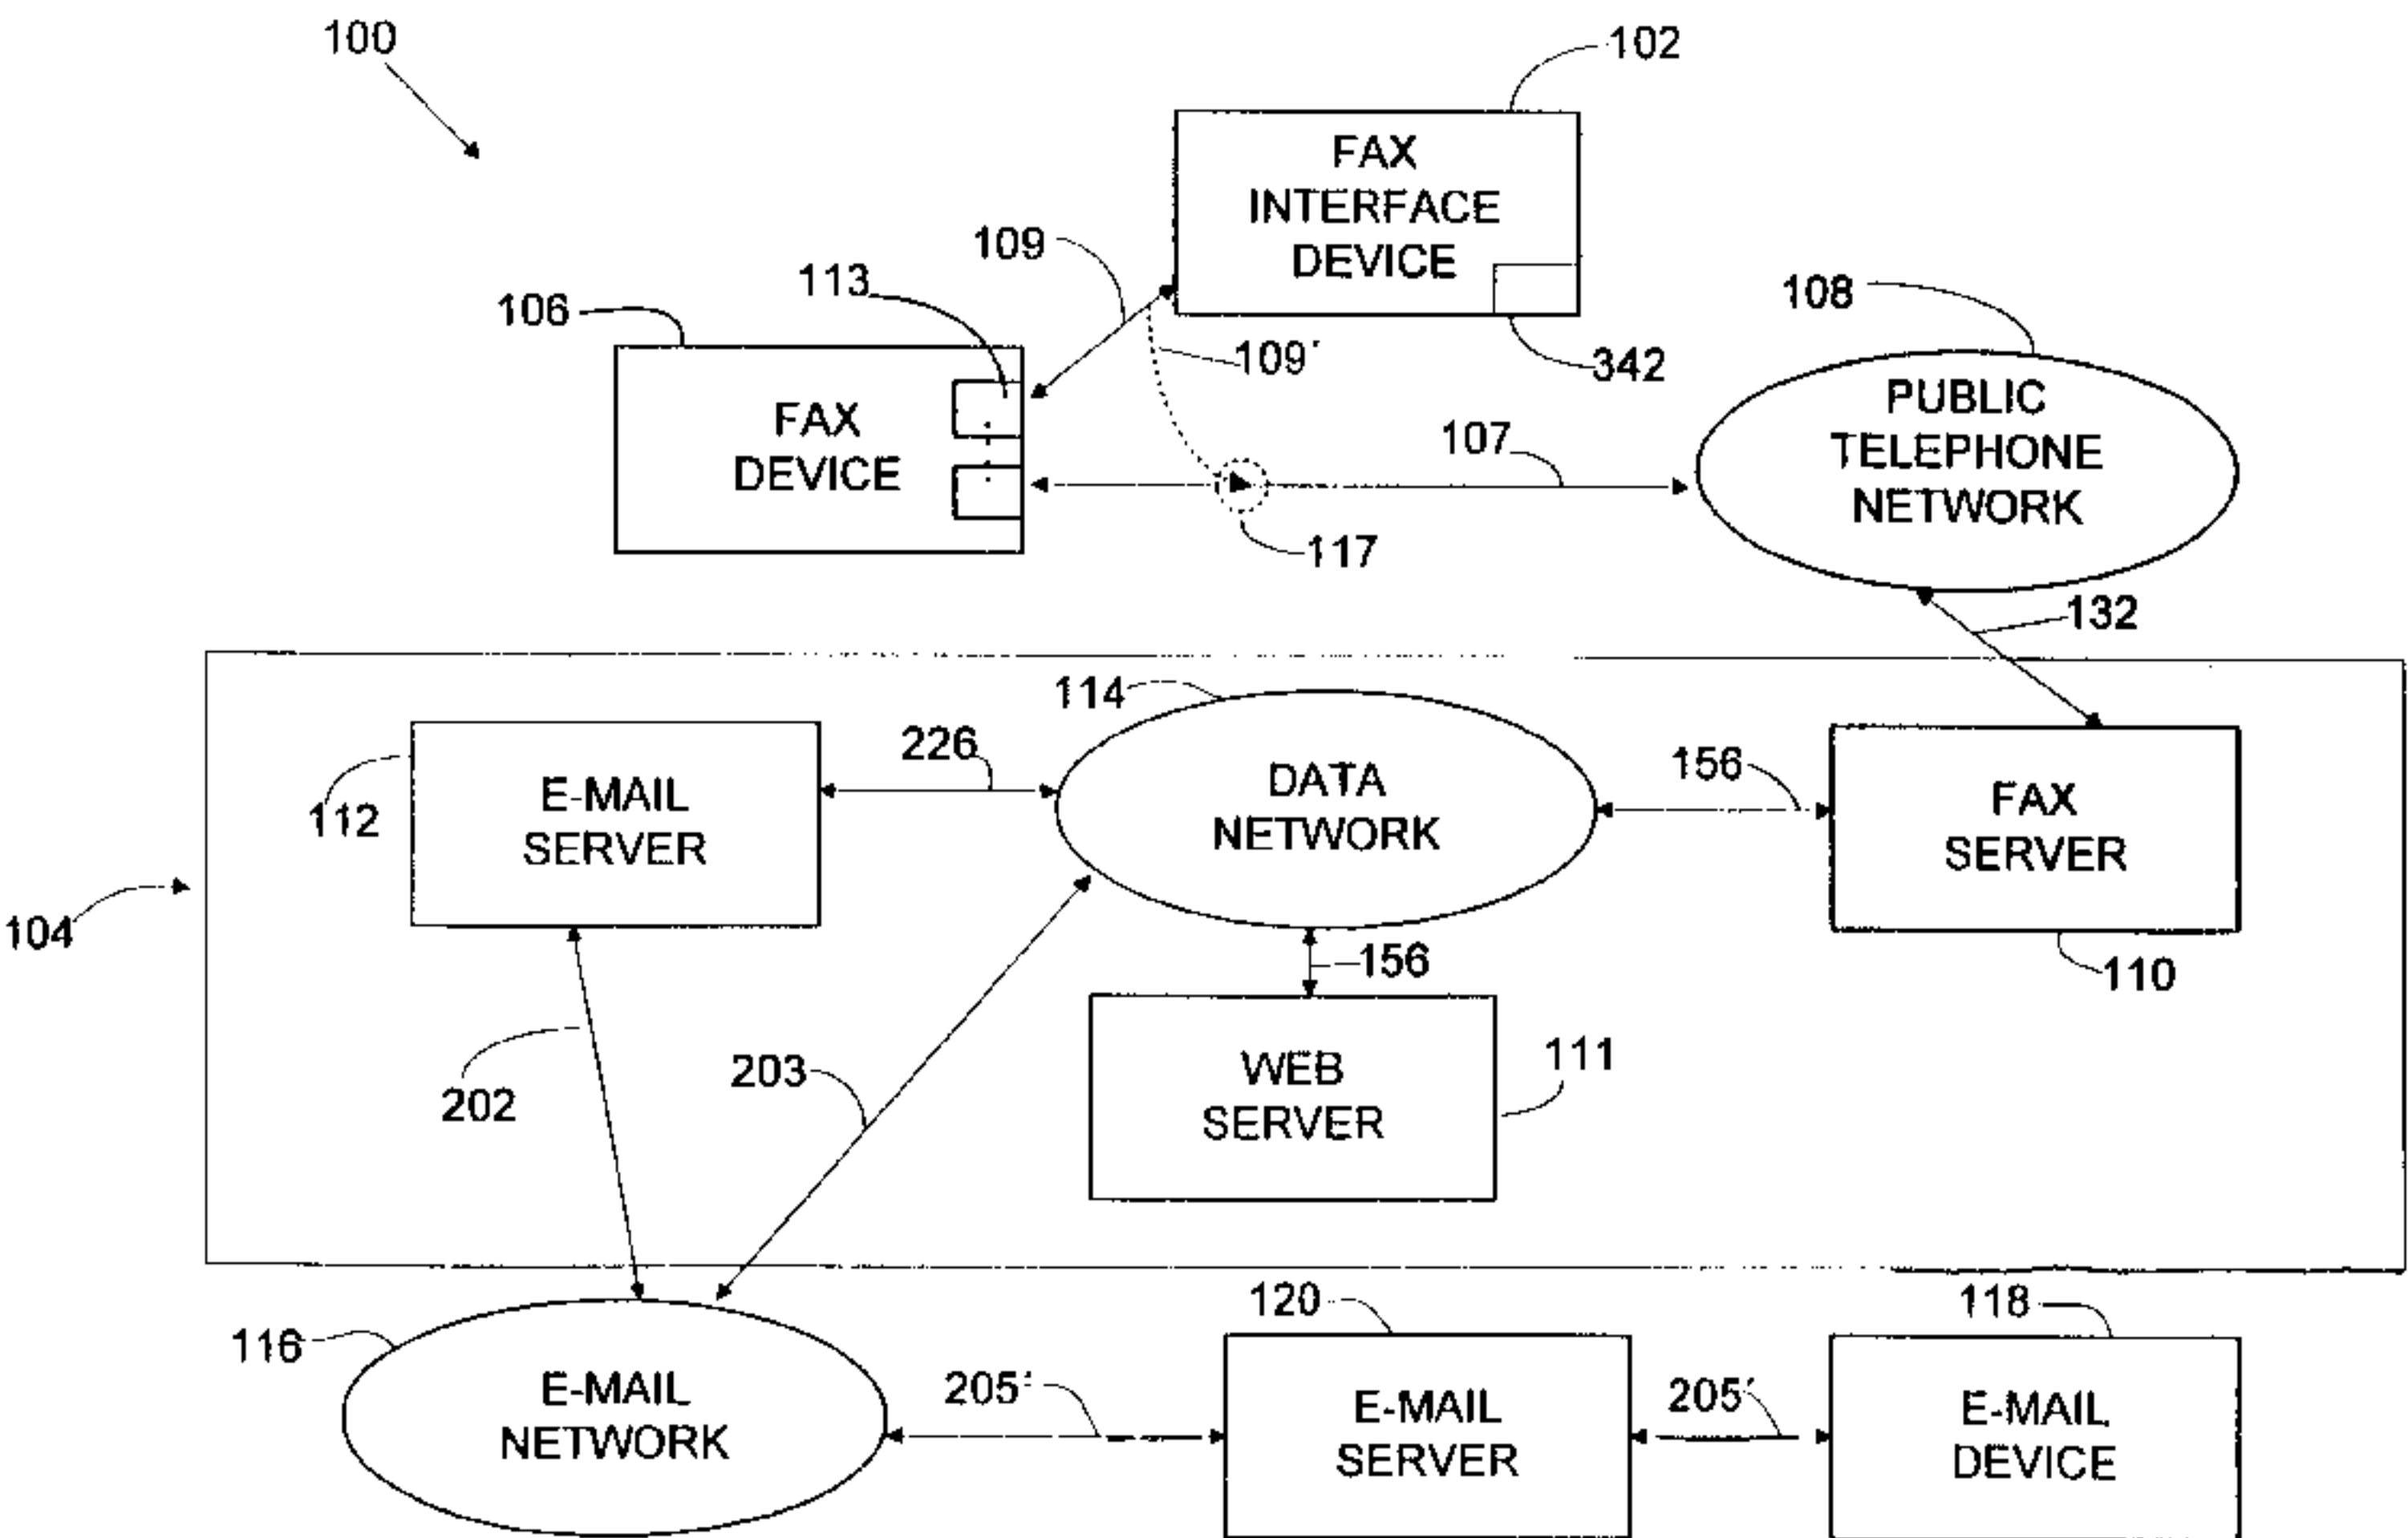 100
102
FAX
INTERFACE
DEVICE
109
113
106
109'
342
108
FAX
DEVICE
107
PUBLIC
TELEPHONE
NETWORK
117
132
114
226
156
112
E-MAIL
SERVER
DATA
NETWORK
FAX
SERVER
104
156
110
202
203
WEB
SERVER
111
120
118
116
E-MAIL
NETWORK
205'
E-MAIL
SERVER
205'
E-MAIL
DEVICE